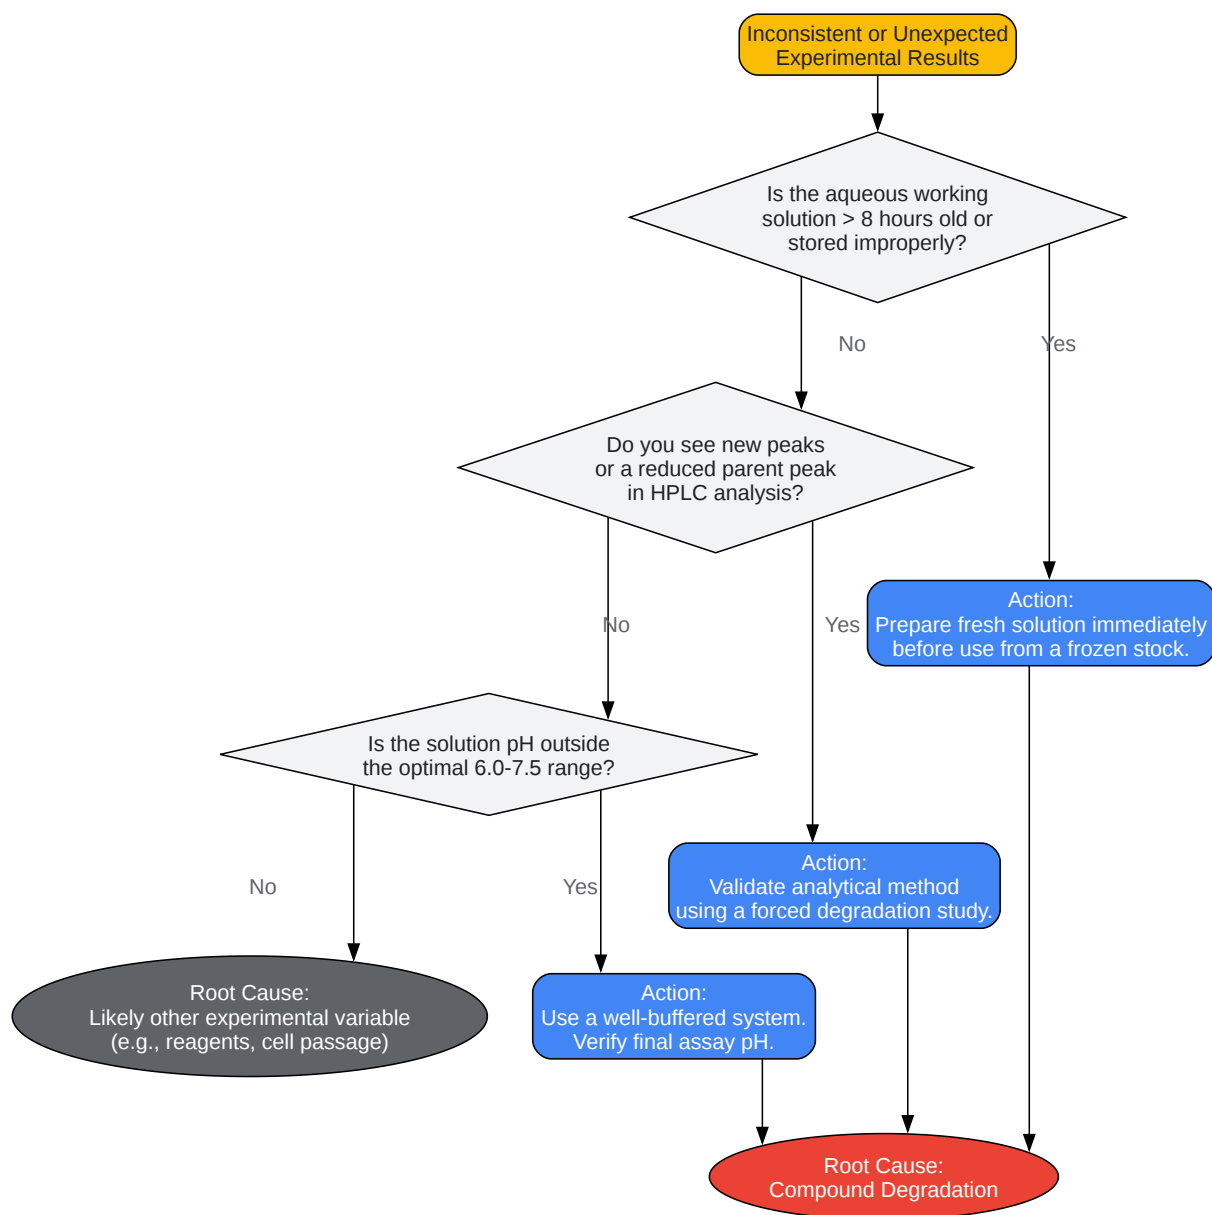 Inconsistent or Unexpected
Experimental Results
Is the aqueous working
solution > 8 hours old or
stored improperly?
No
Yes
Do you see new peaks
or a reduced parent peak
in HPLC analysis?
Action:
Prepare fresh solution immediately
before use from a frozen stock.
No
Yes
Is the solution pH outside
the optimal 6.0-7.5 range?
Action:
Validate analytical method
using a forced degradation study.
No
Yes
Root Cause:
Likely other experimental variable
(e.g., reagents, cell passage)
Action:
Use a well-buffered system.
Verify final assay pH.
Root Cause:
Compound Degradation